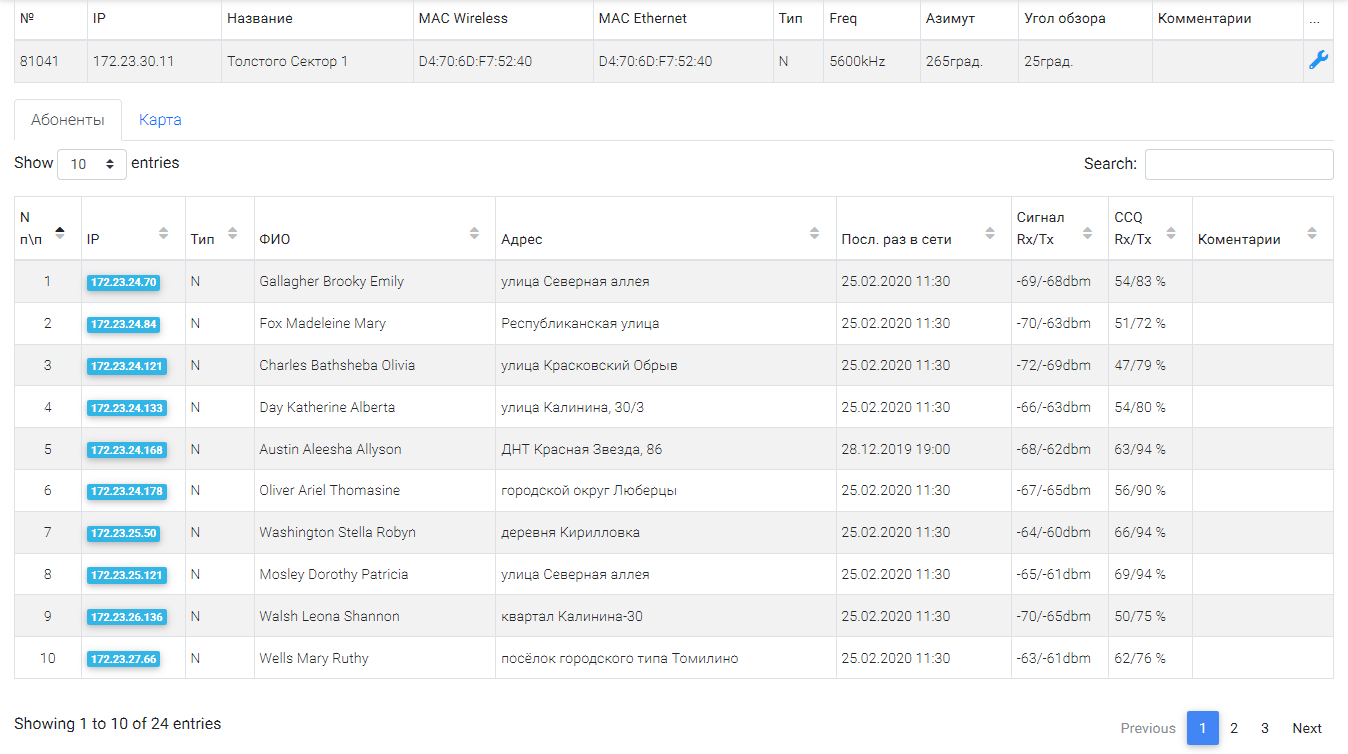 № IP Название MAC Wireless MAC Ethernet Тип Freq Азимут Угол обзора Комментарии ...
81041 172.23.30.11 Толстого Сектор 1 D4:70:6D:F7:52:40 D4:70:6D:F7:52:40 N 5600kHz 265град. 25град.
Абоненты Карта
Show 10 entries Search:
N п\п IP Тип ФИО Адрес Посл. раз в сети Сигнал Rx/Tx CCQ Rx/Tx Коментарии
1 172.23.24.70 N Gallagher Brooky Emily улица Северная аллея 25.02.2020 11:30 -69/-68dbm 54/83 %
2 172.23.24.84 N Fox Madeleine Mary Республиканская улица 25.02.2020 11:30 -70/-63dbm 51/72 %
3 172.23.24.121 N Charles Bathsheba Olivia улица Красковский Обрыв 25.02.2020 11:30 -72/-69dbm 47/79 %
4 172.23.24.133 N Day Katherine Alberta улица Калинина, 30/3 25.02.2020 11:30 -66/-63dbm 54/80 %
5 172.23.24.168 N Austin Aleesha Allyson ДНТ Красная Звезда, 86 28.12.2019 19:00 -68/-62dbm 63/94 %
6 172.23.24.178 N Oliver Ariel Thomasine городской округ Люберцы 25.02.2020 11:30 -67/-65dbm 56/90 %
7 172.23.25.50 N Washington Stella Robyn деревня Кирилловка 25.02.2020 11:30 -64/-60dbm 66/94 %
8 172.23.25.121 N Mosley Dorothy Patricia улица Северная аллея 25.02.2020 11:30 -65/-61dbm 69/94 %
9 172.23.26.136 N Walsh Leona Shannon квартал Калинина-30 25.02.2020 11:30 -70/-65dbm 50/75 %
10 172.23.27.66 N Wells Mary Ruthy посёлок городского типа Томилино 25.02.2020 11:30 -63/-61dbm 62/76 %
Showing 1 to 10 of 24 entries Previous 1 2 3 Next